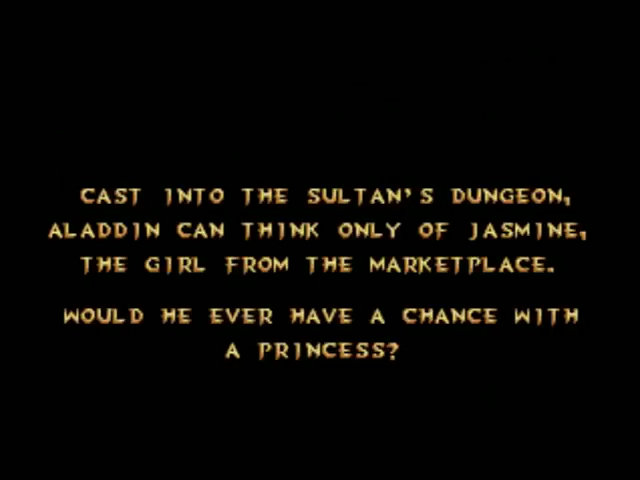 CAST INTO THE SULTAN'S DUNGEON,
ALADDIN CAN THINK ONLY OF JASMINE,
THE GIRL FROM THE MARKETPLACE.
WOULD HE EVER HAVE A CHANCE WITH
A PRINCESS?